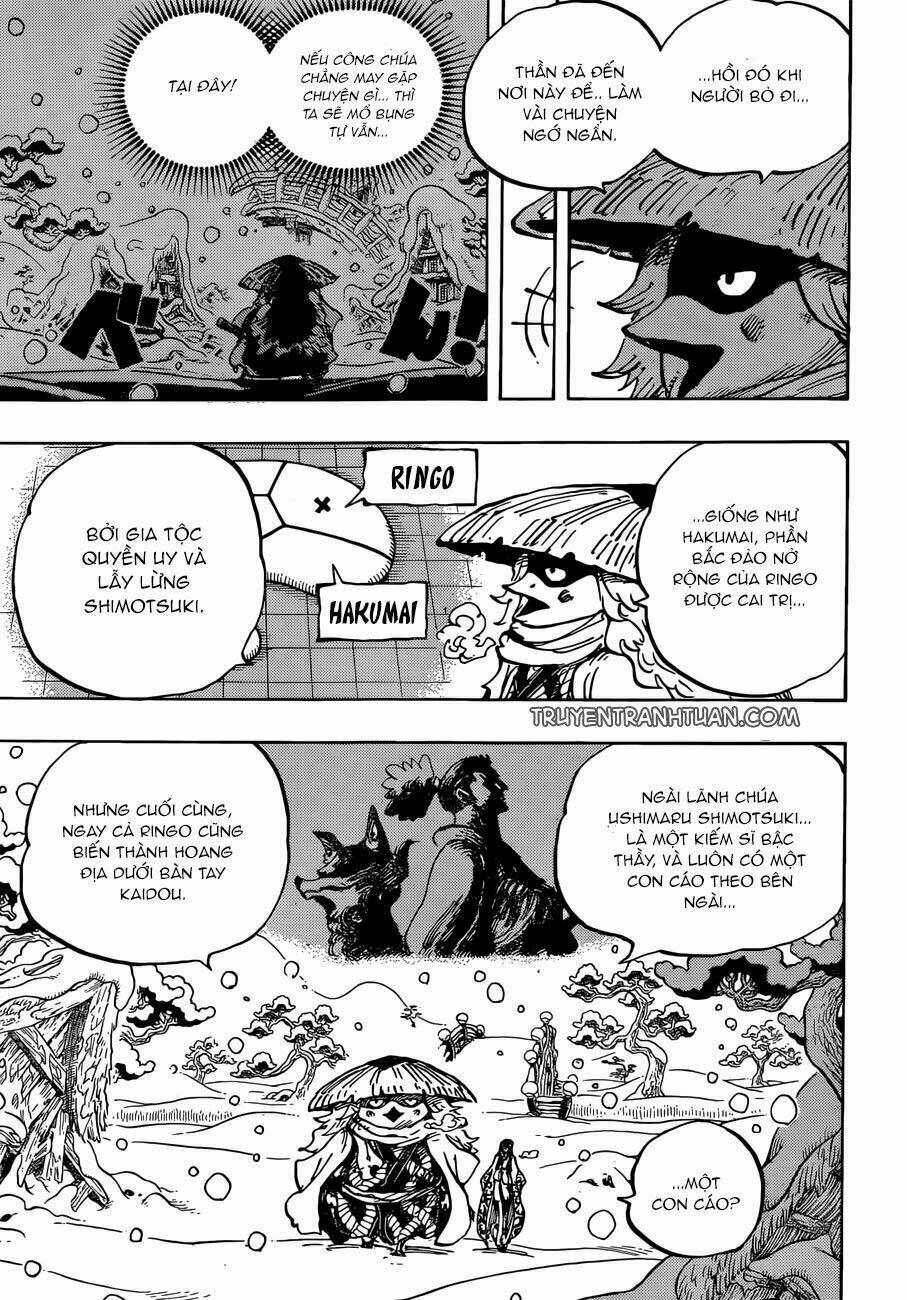 ...HỒI ĐÓ KHI
NGƯỜI BỎ ĐI...
THẦN ĐÃ ĐẾN
NƠI NÀY ĐỂ.. LÀM
VÀI CHUYỆN
NGỚ NGẨN.
NẾU CÔNG CHÚA
CHẲNG MAY GẶP
CHUYỆN GÌ... THÌ
TA SẼ MỔ BỤNG
TỰ VẪN...
TẠI ĐÂY!
べん!
...GIỐNG NHƯ
HAKUMAI, PHẦN
BẮC ĐẢO NỞ
RỘNG CỦA RINGO
ĐƯỢC CAI TRỊ...
RINGO
HAKUMAI
BỞI GIA TỘC
QUYỀN UY VÀ
LẪY LỪNG
SHIMOTSUKI.
TRUYENTRANHTUAN.COM
NGÀI LÃNH CHÚA
USHIMARU SHIMOTSUKI...
LÀ MỘT KIẾM SĨ BẬC
THẦY, VÀ LUÔN CÓ MỘT
CON CÁO THEO BÊN
NGÀI...
NHƯNG CUỐI CÙNG,
NGAY CẢ RINGO CŨNG
BIẾN THÀNH HOANG
ĐỊA DƯỚI BÀN TAY
KAIDOU.
...MỘT
CON CÁO?